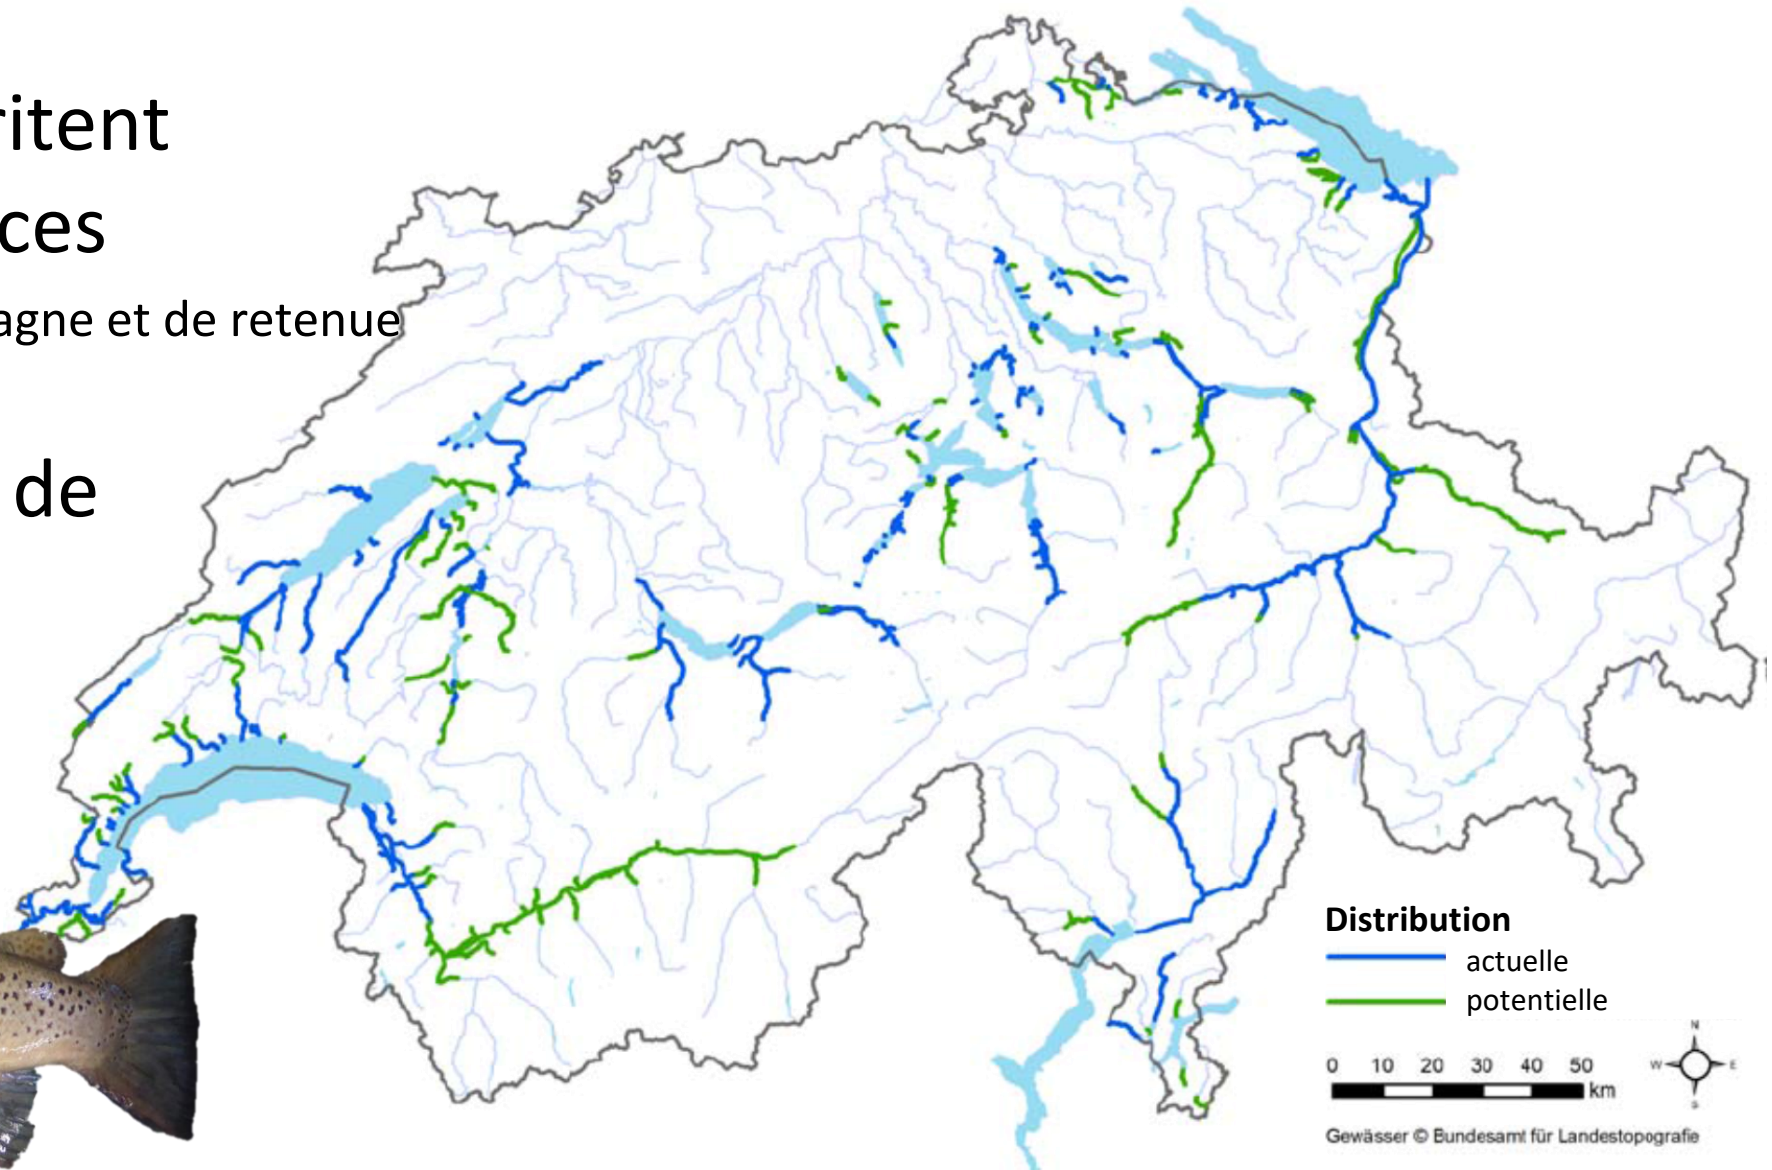 ritent
ces
agne et de retenue
de
Distribution
actuelle
potentielle
0 10 20 30 40 50
km
N
W E
S
Gewässer © Bundesamt für Landestopografie